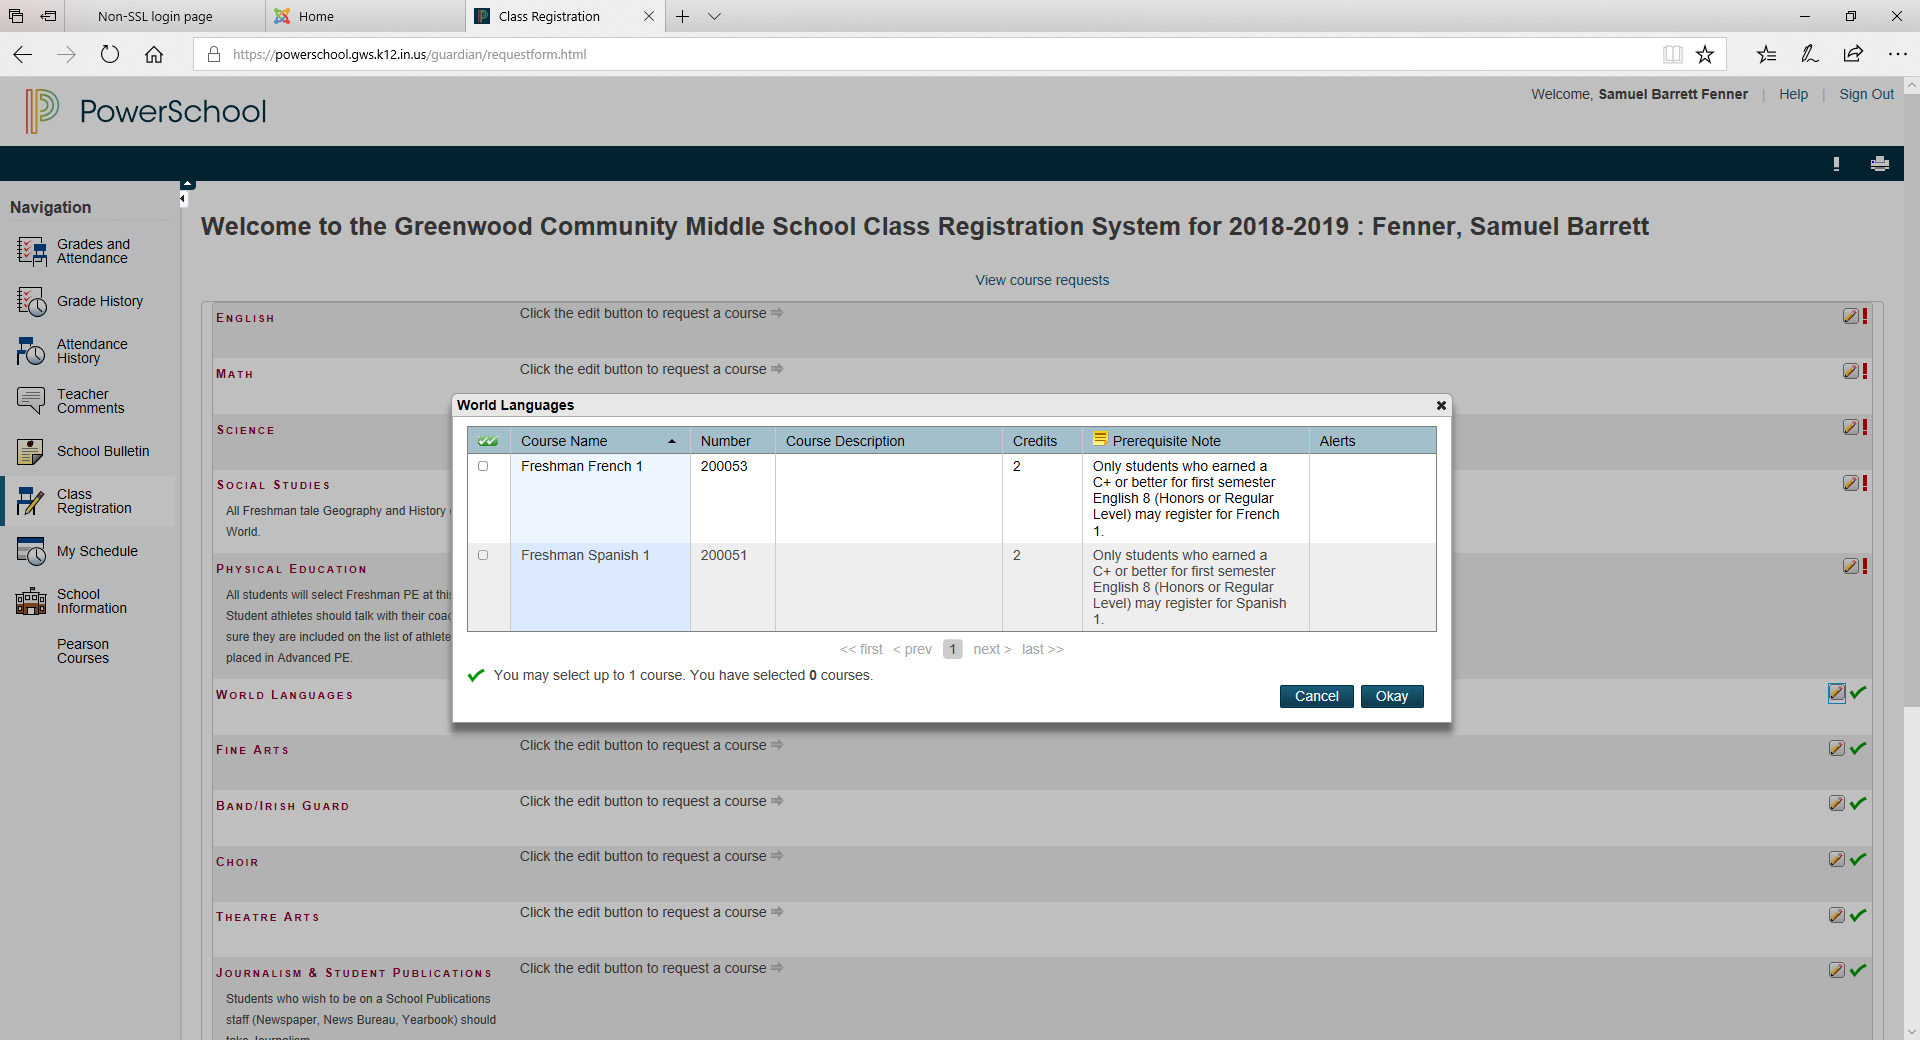 Non-SSL login page
Home
Class Registration
https://powerschool.gws.k12.in.us/guardian/requestform.html
PowerSchool
Welcome, Samuel Barrett Fenner | Help | Sign Out
Navigation
Grades and
Attendance
Grade History
Attendance
History
Teacher
Comments
School Bulletin
Class
Registration
My Schedule
School
Information
Pearson
Courses
Welcome to the Greenwood Community Middle School Class Registration System for 2018-2019 : Fenner, Samuel Barrett
View course requests
ENGLISH
Click the edit button to request a course
MATH
Click the edit button to request a course
SCIENCE
SOCIAL STUDIES
All Freshman tale Geography and History
World.
PHYSICAL EDUCATION
All students will select Freshman PE at
Student athletes should talk with their
sure they are included on the list of
placed in Advanced PE.
WORLD LANGUAGES
FINE ARTS
Click the edit button to request a course
BAND/IRISH GUARD
Click the edit button to request a course
CHOIR
Click the edit button to request a course
THEATRE ARTS
Click the edit button to request a course
JOURNALISM & STUDENT PUBLICATIONS
Click the edit button to request a course
Students who wish to be on a School Publications
staff (Newspaper, News Bureau, Yearbook) should
World Languages
Course Name Number Course Description Credits Prerequisite Note Alerts
Freshman French 1 200053 2 Only students who earned a
C+ or better for first semester
English 8 (Honors or Regular
Level) may register for French
1.
Freshman Spanish 1 200051 2 Only students who earned a
C+ or better for first semester
English 8 (Honors or Regular
Level) may register for Spanish
1.
<< first < prev 1 next > last >>
You may select up to 1 course. You have selected 0 courses.
Cancel Okay